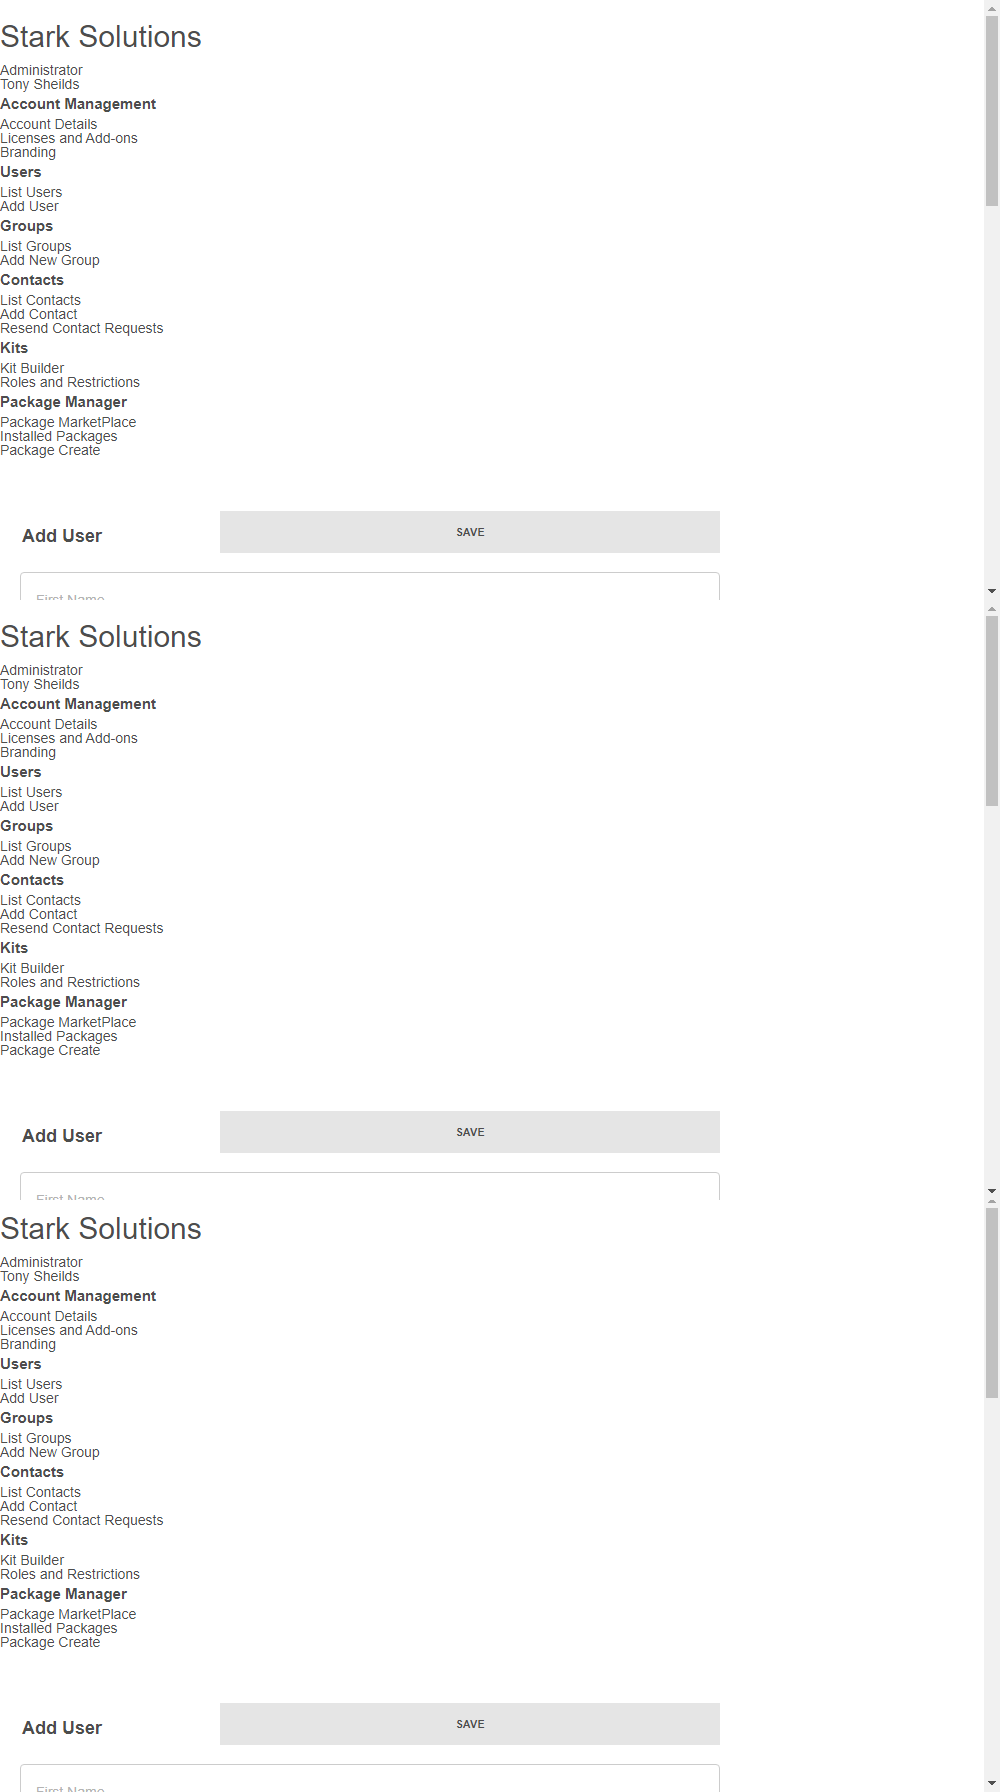 Stark Solutions
Administrator
Tony Sheilds
Account Management
Account Details
Licenses and Add-ons
Branding
Users
List Users
Add User
Groups
List Groups
Add New Group
Contacts
List Contacts
Add Contact
Resend Contact Requests
Kits
Kit Builder
Roles and Restrictions
Package Manager
Package MarketPlace
Installed Packages
Package Create
Add User
SAVE
First Name
Stark Solutions
Administrator
Tony Sheilds
Account Management
Account Details
Licenses and Add-ons
Branding
Users
List Users
Add User
Groups
List Groups
Add New Group
Contacts
List Contacts
Add Contact
Resend Contact Requests
Kits
Kit Builder
Roles and Restrictions
Package Manager
Package MarketPlace
Installed Packages
Package Create
Add User
SAVE
First Name
Stark Solutions
Administrator
Tony Sheilds
Account Management
Account Details
Licenses and Add-ons
Branding
Users
List Users
Add User
Groups
List Groups
Add New Group
Contacts
List Contacts
Add Contact
Resend Contact Requests
Kits
Kit Builder
Roles and Restrictions
Package Manager
Package MarketPlace
Installed Packages
Package Create
Add User
SAVE
First Name